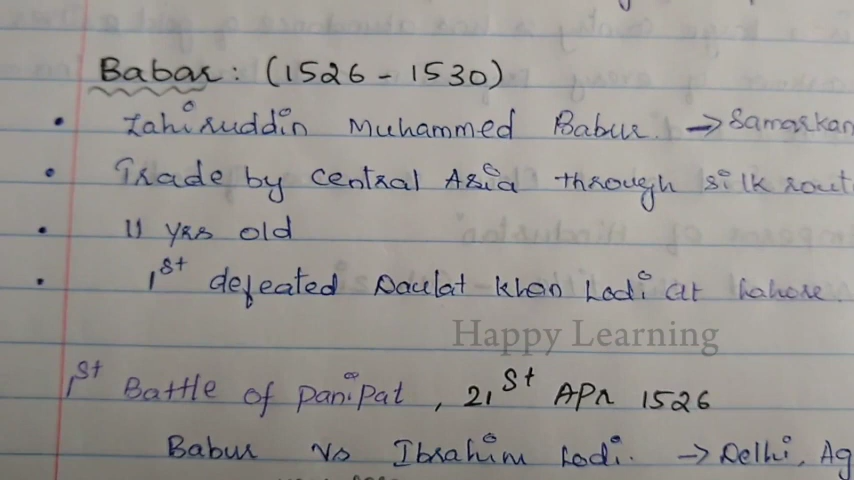 Babar: (1526 - 1530)
• Zahiruddin Muhammed Babur. → Samarkan
• Trade by Central Asia through silk rout
• 11 yrs old
• 1st defeated Daulat Khan Lodi at Lahore.
Happy Learning
1st Battle of Panipat, 21st APR 1526
Babur Vs Ibrahim Lodi. → Delhi, Ag